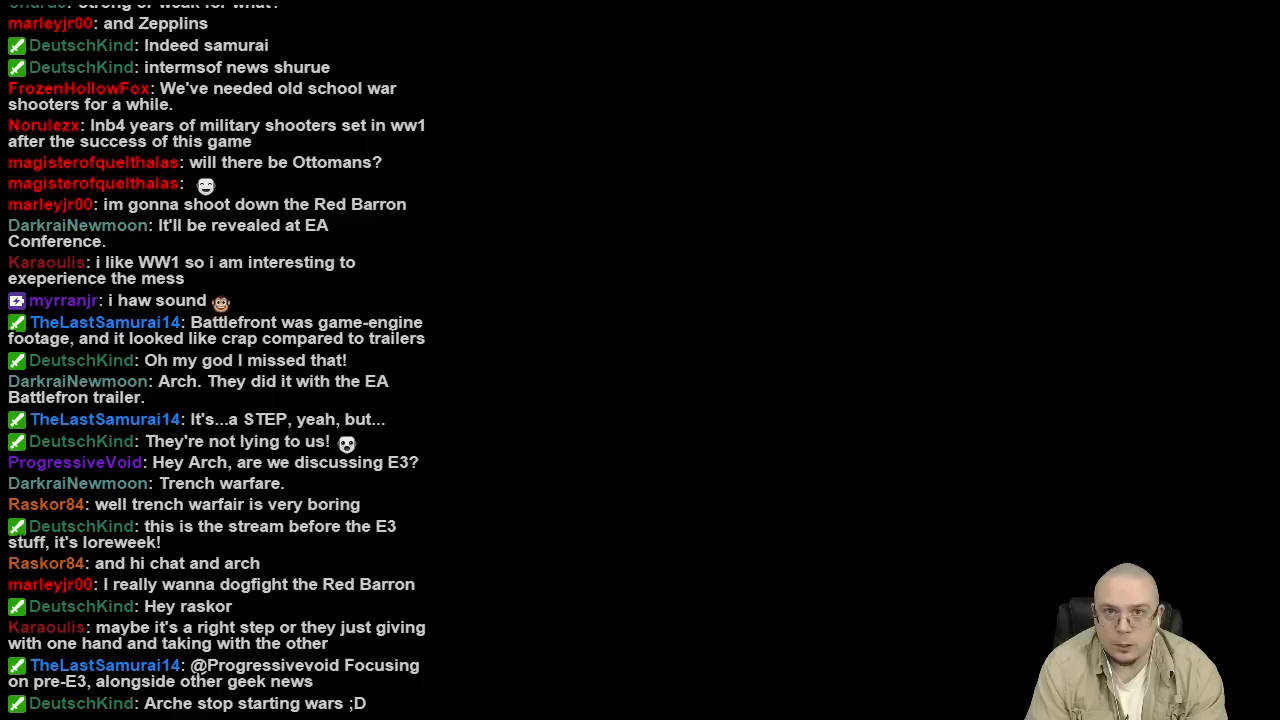 marleyjr00: and Zepplins
DeutschKind: Indeed samurai
DeutschKind: intermsof news shurue
FrozenHollowFox: We've needed old school war
shooters for a while.
Norulezx: Inb4 years of military shooters set in ww1
after the success of this game
magisterofquelthalas: will there be Ottomans?
magisterofquelthalas:
marleyjr00: im gonna shoot down the Red Barron
DarkraiNewmoon: It'll be revealed at EA
Conference.
Karaoulis: i like WW1 so i am interesting to
exeperience the mess
myrranjr: i haw sound
TheLastSamurai14: Battlefront was game-engine
footage, and it looked like crap compared to trailers
DeutschKind: Oh my god I missed that!
DarkraiNewmoon: Arch. They did it with the EA
Battlefron trailer.
TheLastSamurai14: It's...a STEP, yeah, but...
DeutschKind: They're not lying to us!
ProgressiveVoid: Hey Arch, are we discussing E3?
DarkraiNewmoon: Trench warfare.
Raskor84: well trench warfair is very boring
DeutschKind: this is the stream before the E3
stuff, it's loreweek!
Raskor84: and hi chat and arch
marleyjr00: I really wanna dogfight the Red Barron
DeutschKind: Hey raskor
Karaoulis: maybe it's a right step or they just giving
with one hand and taking with the other
TheLastSamurai14: @Progressivevoid Focusing
on pre-E3, alongside other geek news
DeutschKind: Arche stop starting wars ;D